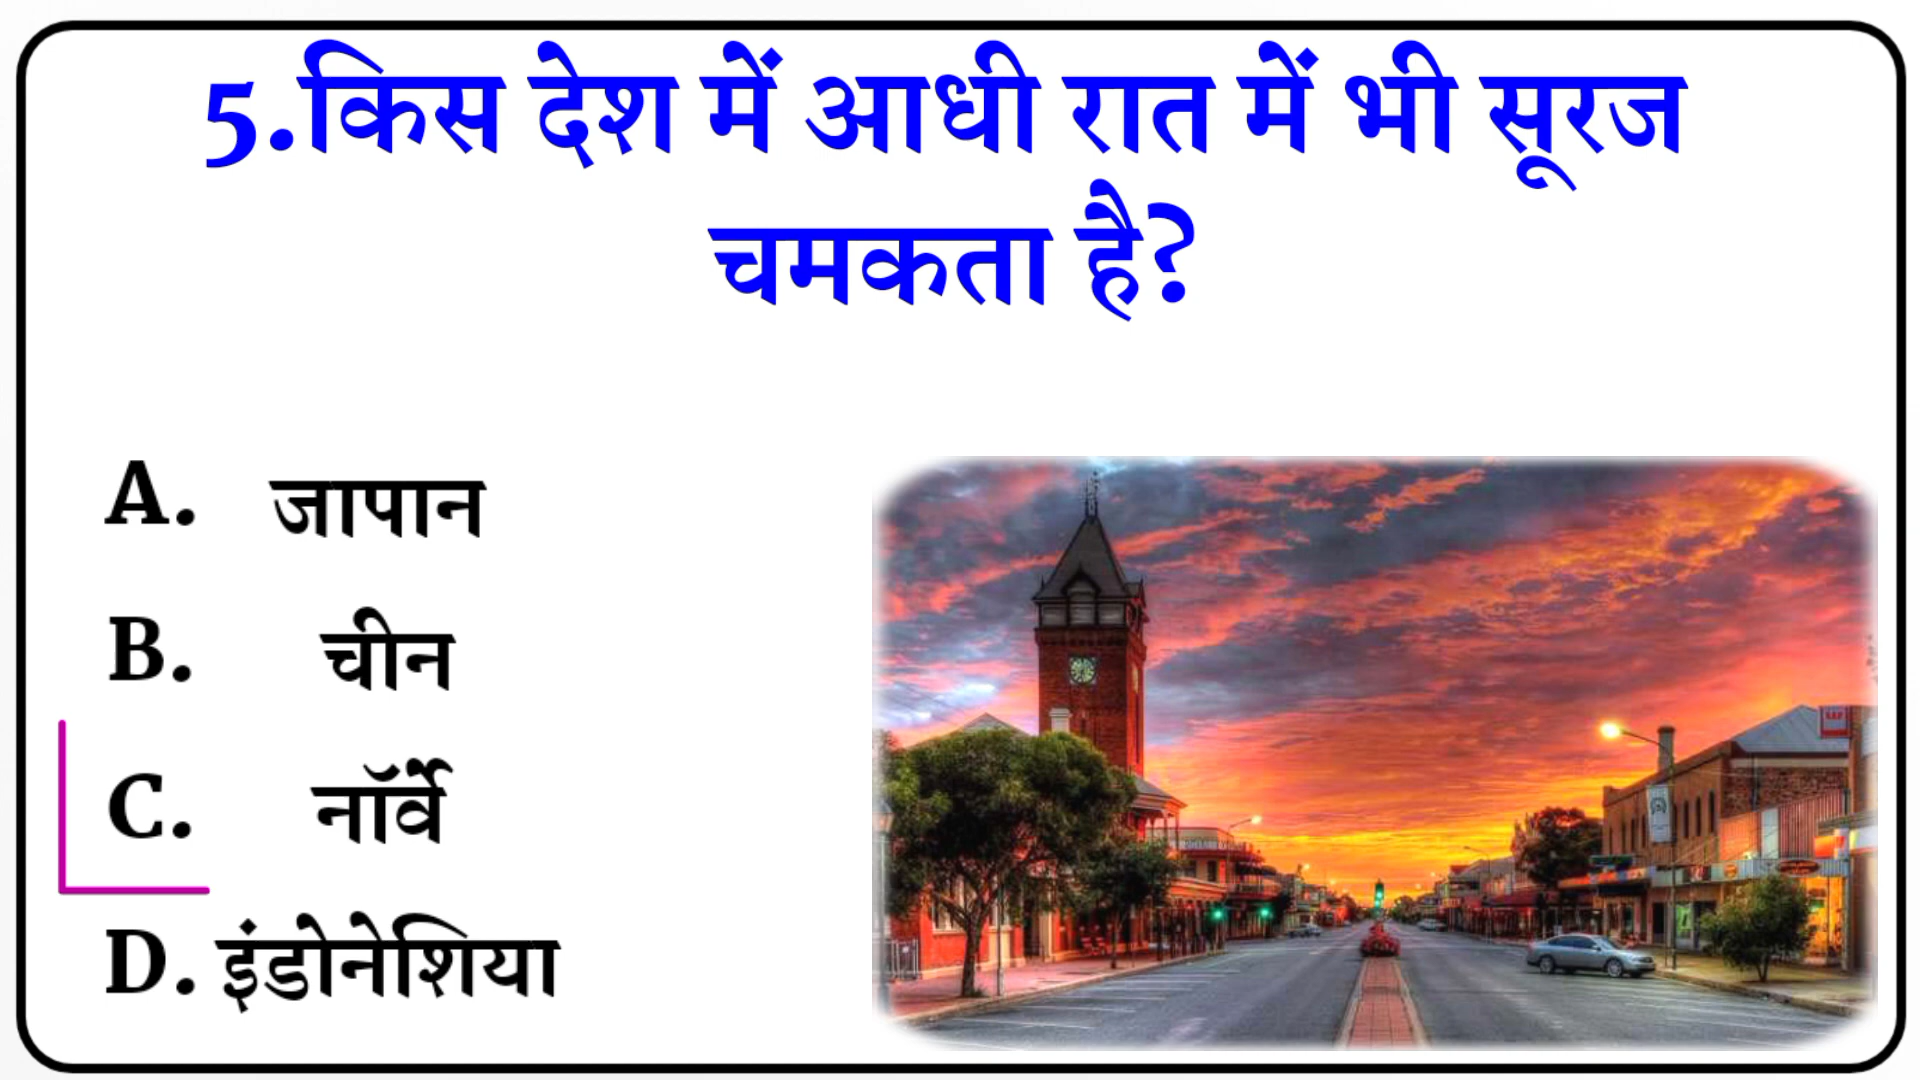 5.किस देश में आधी रात में भी सूरज
चमकता है?
A. जापान
B. चीन
C. नॉर्वे
D. इंडोनेशिया